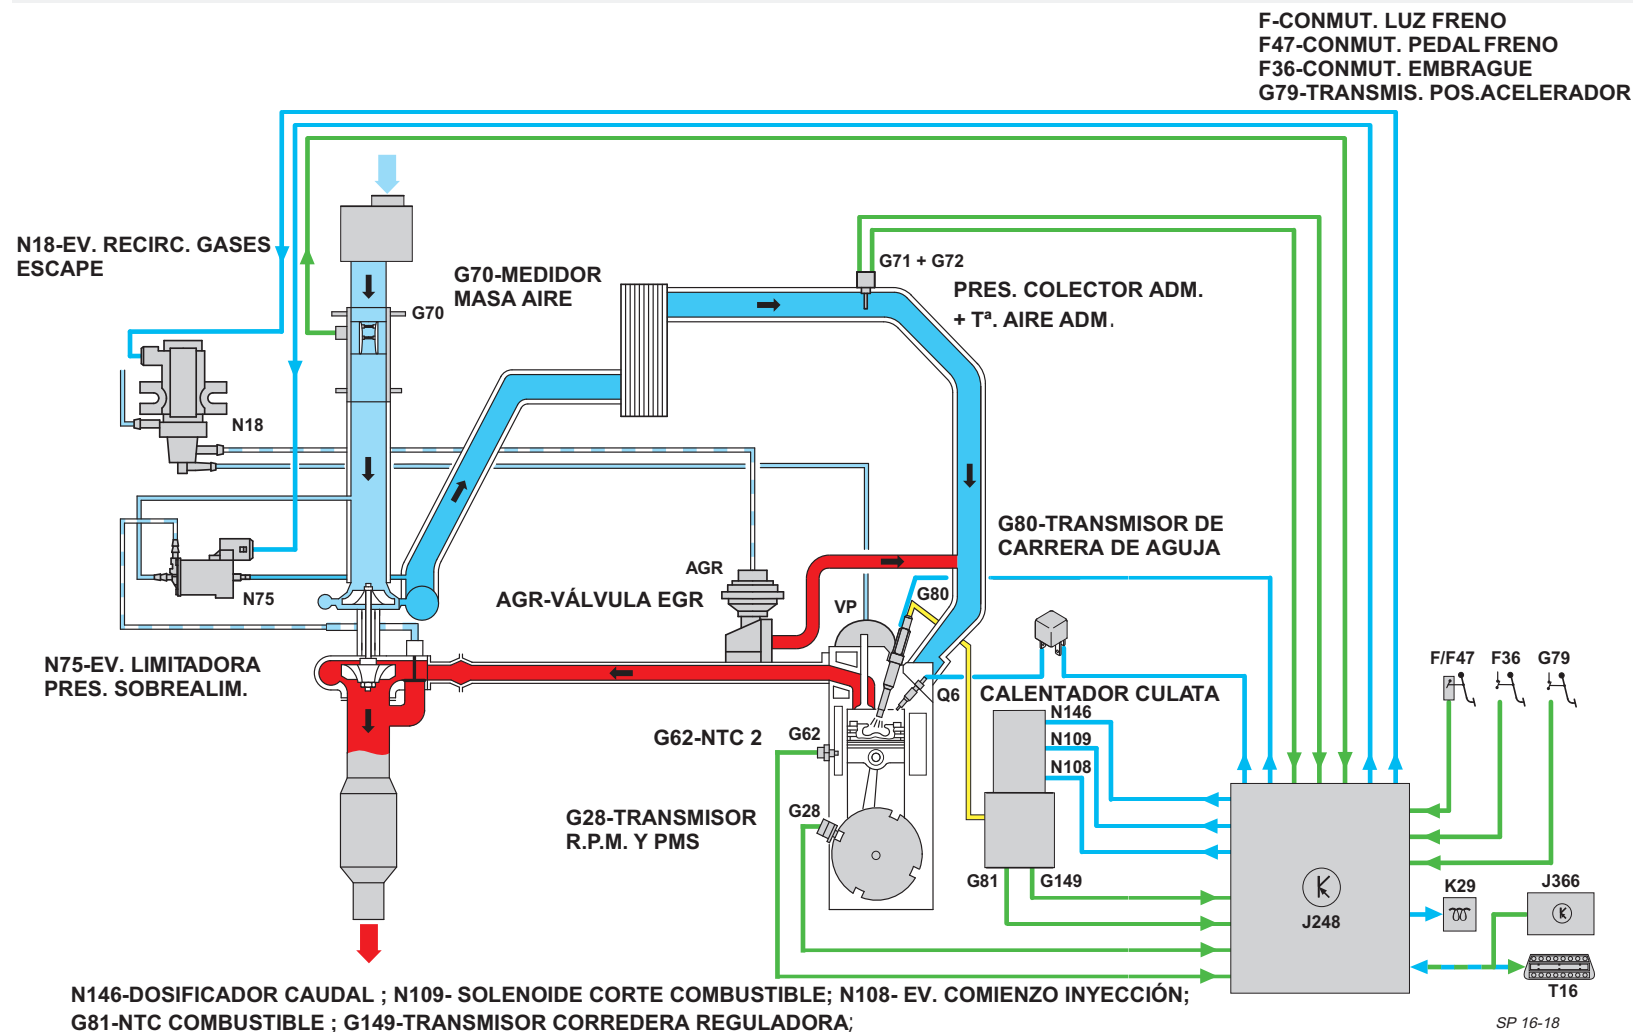 F-CONMUT. LUZ FRENO
F47-CONMUT. PEDAL FRENO
F36-CONMUT. EMBRAGUE
G79-TRANSMIS. POS.ACELERADOR
N18-EV. RECIRC. GASES
ESCAPE
G70-MEDIDOR
MASA AIRE
G70
G71 + G72
PRES. COLECTOR ADM.
+ Tª. AIRE ADM.
N18
G80-TRANSMISOR DE
CARRERA DE AGUJA
N75
AGR
AGR-VÁLVULA EGR
VP
G80
N75-EV. LIMITADORA
PRES. SOBREALIM.
Q6
CALENTADOR CULATA
F/F47
F36
G79
N146
N109
N108
G62-NTC 2
G62
G28-TRANSMISOR
R.P.M. Y PMS
G28
G81
G149
J248
K29
J366
T16
N146-DOSIFICADOR CAUDAL ; N109- SOLENOIDE CORTE COMBUSTIBLE; N108- EV. COMIENZO INYECCIÓN;
G81-NTC COMBUSTIBLE ; G149-TRANSMISOR CORREDERA REGULADORA;
SP 16-18